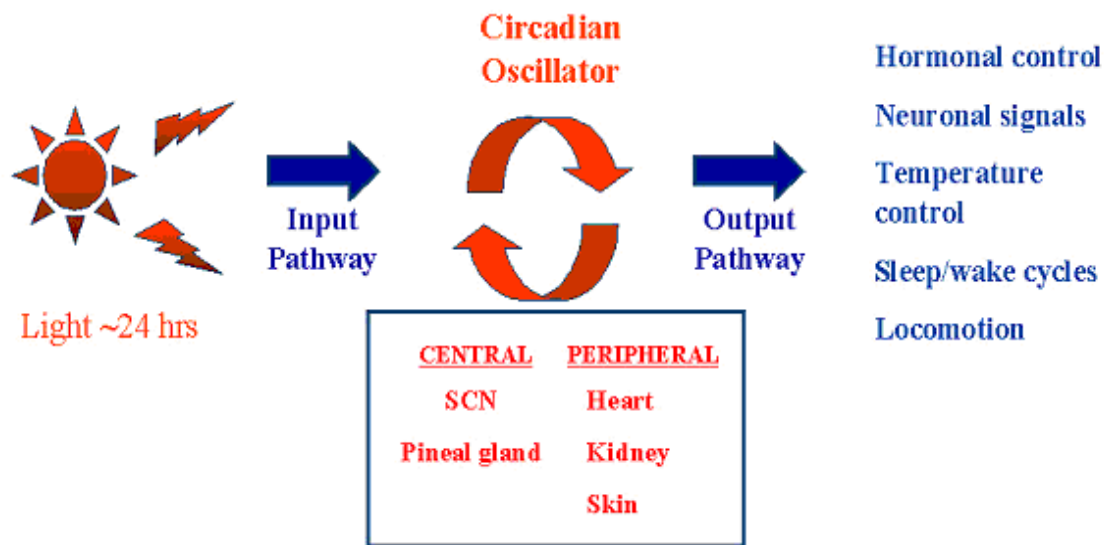 Circadian
Oscillator
Light ~24 hrs
Input
Pathway
Output
Pathway
Hormonal control
Neuronal signals
Temperature
control
Sleep/wake cycles
Locomotion
CENTRAL
SCN
Pineal gland
PERIPHERAL
Heart
Kidney
Skin